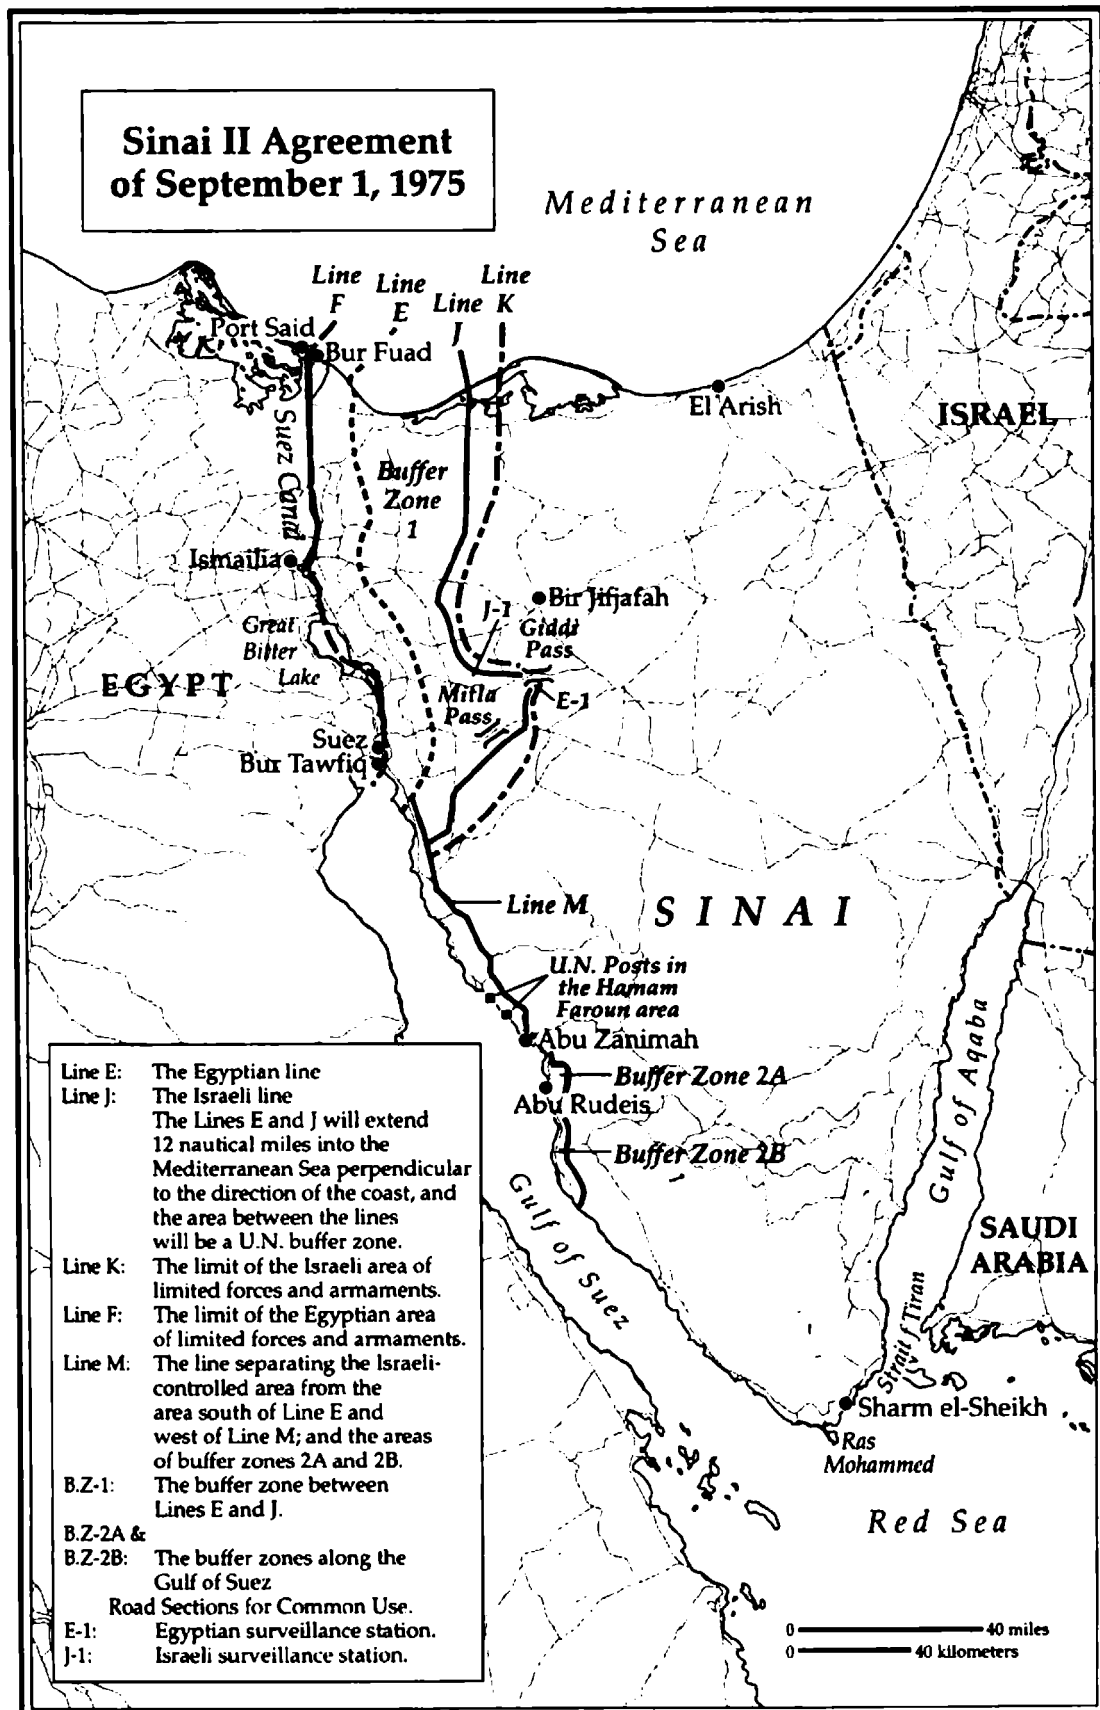 Sinai II Agreement
of September 1, 1975
Mediterranean
Sea
Line
F
Line
E
Line
J
Line
K
Port Said
Bur Fuad
El Arish
ISRAEL
Suez Canal
Buffer
Zone
1
Ismailia
Bir Jifjafah
J-1
Giddi
Pass
Great
Bitter
Lake
EGYPT
Mitla
Pass
E-1
Suez
Bur Tawfiq
Line M
SINAI
U.N. Posts in
the Hamam
Faroun area
Abu Zanimah
Buffer Zone 2A
Abu Rudeis
Buffer Zone 2B
Gulf of Suez
Gulf of Aqaba
SAUDI
ARABIA
Strait f Tiran
Sharm el-Sheikh
Ras
Mohammed
Red Sea
Line E: The Egyptian line
Line J: The Israeli line
The Lines E and J will extend
12 nautical miles into the
Mediterranean Sea perpendicular
to the direction of the coast, and
the area between the lines
will be a U.N. buffer zone.
Line K: The limit of the Israeli area of
limited forces and armaments.
Line F: The limit of the Egyptian area
of limited forces and armaments.
Line M: The line separating the Israeli-
controlled area from the
area south of Line E and
west of Line M; and the areas
of buffer zones 2A and 2B.
B.Z-1: The buffer zone between
Lines E and J.
B.Z-2A &
B.Z-2B: The buffer zones along the
Gulf of Suez
Road Sections for Common Use.
E-1: Egyptian surveillance station.
J-1: Israeli surveillance station.
0 40 miles
0 40 kilometers